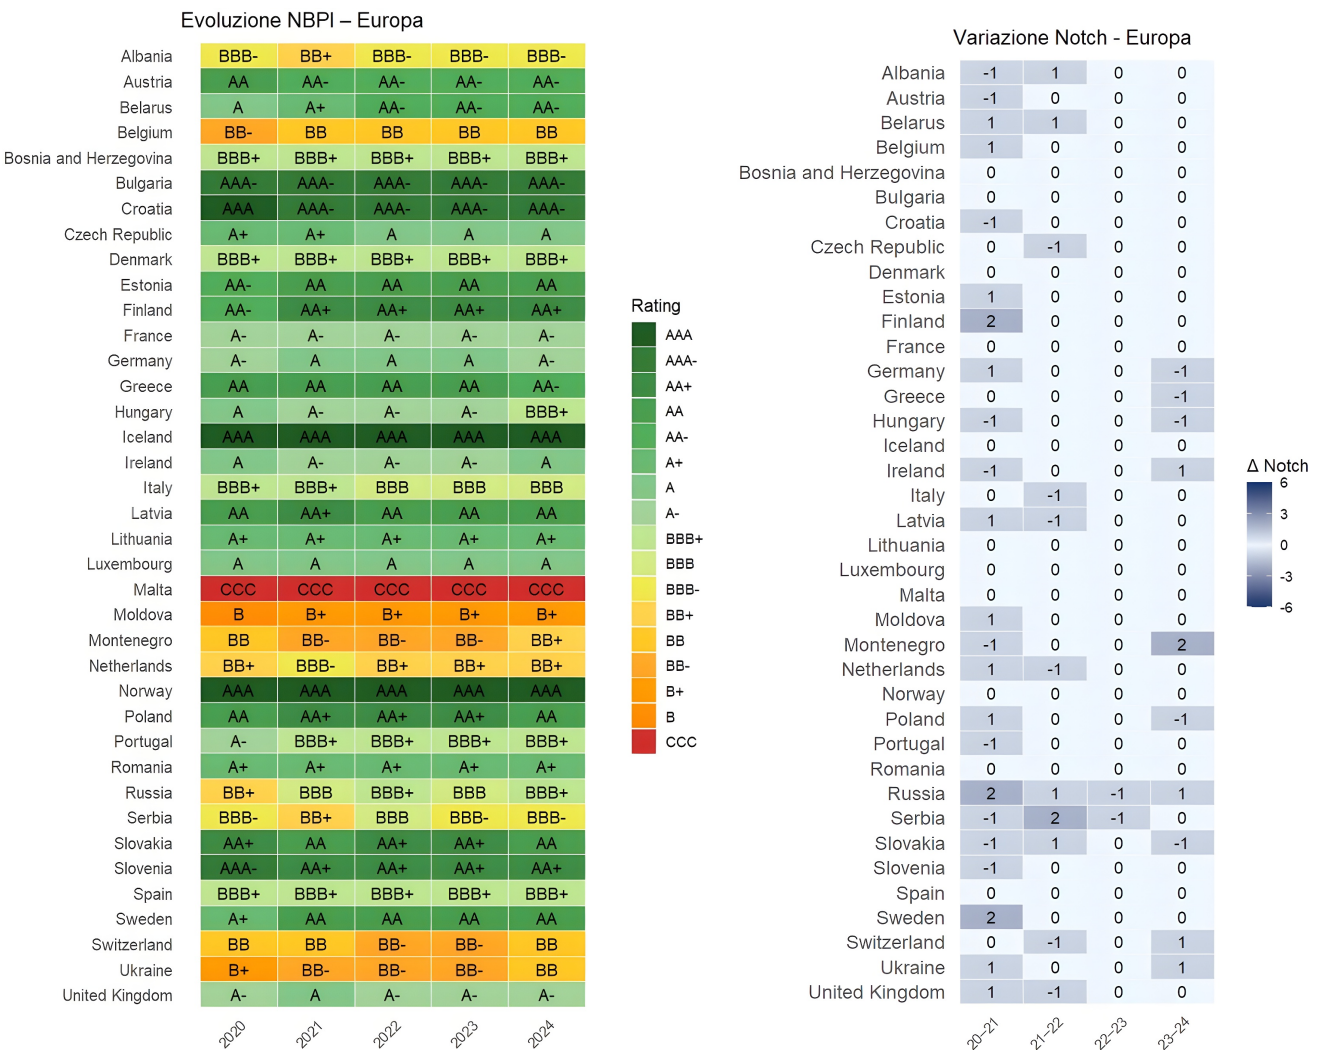 Evoluzione NBPI – Europa
Albania BBB- BB+ BBB- BBB- BBB-
Austria AA AA- AA- AA- AA-
Belarus A A+ AA- AA- AA-
Belgium BB- BB BB BB BB
Bosnia and Herzegovina BBB+ BBB+ BBB+ BBB+ BBB+
Bulgaria AAA- AAA- AAA- AAA- AAA-
Croatia AAA AAA- AAA- AAA- AAA-
Czech Republic A+ A+ A A A
Denmark BBB+ BBB+ BBB+ BBB+ BBB+
Estonia AA- AA AA AA AA
Finland AA- AA+ AA+ AA+ AA+
France A- A- A- A- A-
Germany A- A A A A-
Greece AA AA AA AA AA-
Hungary A A- A- A- BBB+
Iceland AAA AAA AAA AAA AAA
Ireland A A- A- A- A
Italy BBB+ BBB+ BBB BBB BBB
Latvia AA AA+ AA AA AA
Lithuania A+ A+ A+ A+ A+
Luxembourg A A A A A
Malta CCC CCC CCC CCC CCC
Moldova B B+ B+ B+ B+
Montenegro BB BB- BB- BB- BB+
Netherlands BB+ BBB- BB+ BB+ BB+
Norway AAA AAA AAA AAA AAA
Poland AA AA+ AA+ AA+ AA
Portugal A- BBB+ BBB+ BBB+ BBB+
Romania A+ A+ A+ A+ A+
Russia BB+ BBB BBB+ BBB BBB+
Serbia BBB- BB+ BBB BBB- BBB-
Slovakia AA+ AA AA+ AA+ AA
Slovenia AAA- AA+ AA+ AA+ AA+
Spain BBB+ BBB+ BBB+ BBB+ BBB+
Sweden A+ AA AA AA AA
Switzerland BB BB BB- BB- BB
Ukraine B+ BB- BB- BB- BB
United Kingdom A- A A- A- A-
2020 2021 2022 2023 2024
Rating
AAA
AAA-
AA+
AA
AA-
A+
A
A-
BBB+
BBB
BBB-
BB+
BB
BB-
B+
B
CCC
Variazione Notch - Europa
Albania -1 1 0 0
Austria -1 0 0 0
Belarus 1 1 0 0
Belgium 1 0 0 0
Bosnia and Herzegovina 0 0 0 0
Bulgaria 0 0 0 0
Croatia -1 0 0 0
Czech Republic 0 -1 0 0
Denmark 0 0 0 0
Estonia 1 0 0 0
Finland 2 0 0 0
France 0 0 0 0
Germany 1 0 0 -1
Greece 0 0 0 -1
Hungary -1 0 0 -1
Iceland 0 0 0 0
Ireland -1 0 0 1
Italy 0 -1 0 0
Latvia 1 -1 0 0
Lithuania 0 0 0 0
Luxembourg 0 0 0 0
Malta 0 0 0 0
Moldova 1 0 0 0
Montenegro -1 0 0 2
Netherlands 1 -1 0 0
Norway 0 0 0 0
Poland 1 0 0 -1
Portugal -1 0 0 0
Romania 0 0 0 0
Russia 2 1 -1 1
Serbia -1 2 -1 0
Slovakia -1 1 0 -1
Slovenia -1 0 0 0
Spain 0 0 0 0
Sweden 2 0 0 0
Switzerland 0 -1 0 1
Ukraine 1 0 0 1
United Kingdom 1 -1 0 0
20–21 21–22 22–23 23–24
Δ Notch
6
3
0
-3
-6